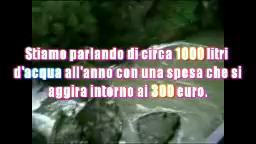 Stiamo parlando di circa 1000 litri
d'acqua all'anno con una spesa che si
aggira intorno ai 300 euro.